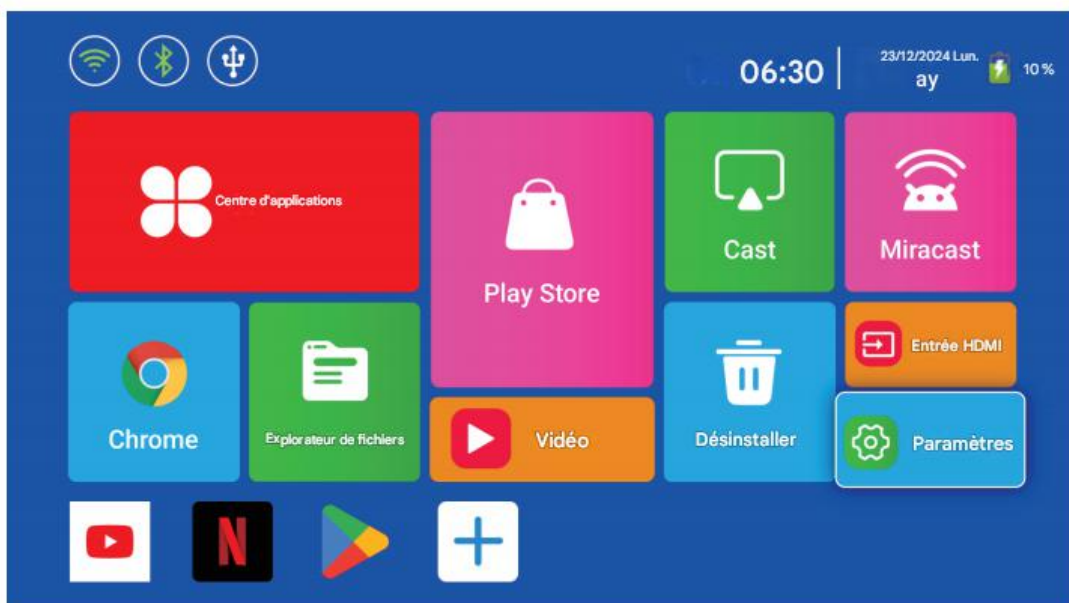 06:30
23/12/2024 Lun.
ay
10 %
Centre d'applications
Play Store
Cast
Miracast
Chrome
Explorateur de fichiers
Vidéo
Désinstaller
Entrée HDMI
Paramètres
N